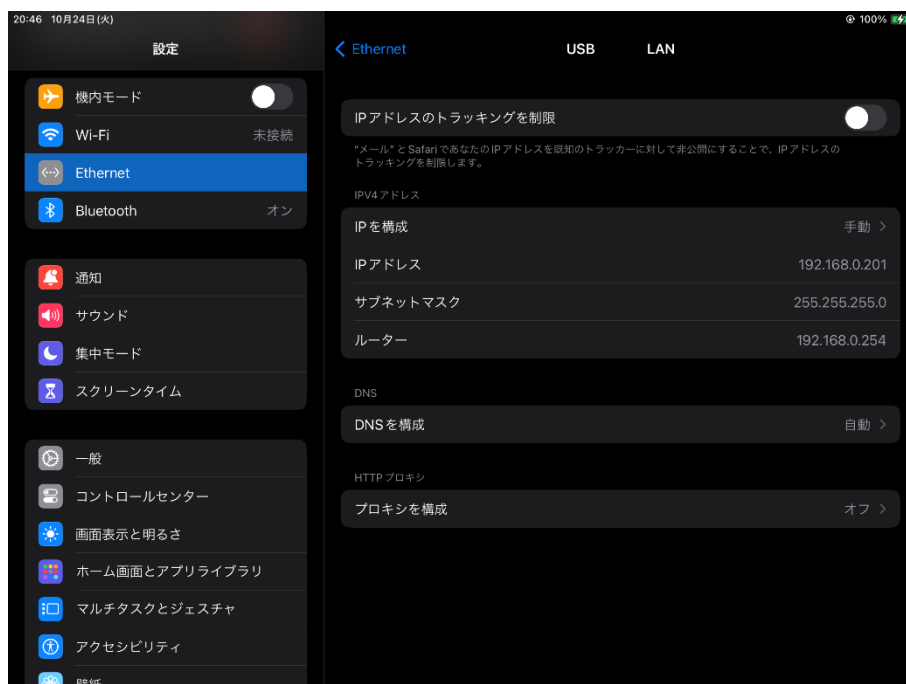 20:46 10月24日(火)
100%
設定
機内モード
Wi-Fi 未接続
Ethernet
Bluetooth オン
通知
サウンド
集中モード
スクリーンタイム
一般
コントロールセンター
画面表示と明るさ
ホーム画面とアプリライブラリ
マルチタスクとジェスチャ
アクセシビリティ
壁紙
Ethernet
USB LAN
IPアドレスのトラッキングを制限
"メール"とSafariであなたのIPアドレスを既知のトラッカーに対して非公開にすることで、IPアドレスの
トラッキングを制限します。
IPV4アドレス
IPを構成 手動
IPアドレス 192.168.0.201
サブネットマスク 255.255.255.0
ルーター 192.168.0.254
DNS
DNSを構成 自動
HTTPプロキシ
プロキシを構成 オフ